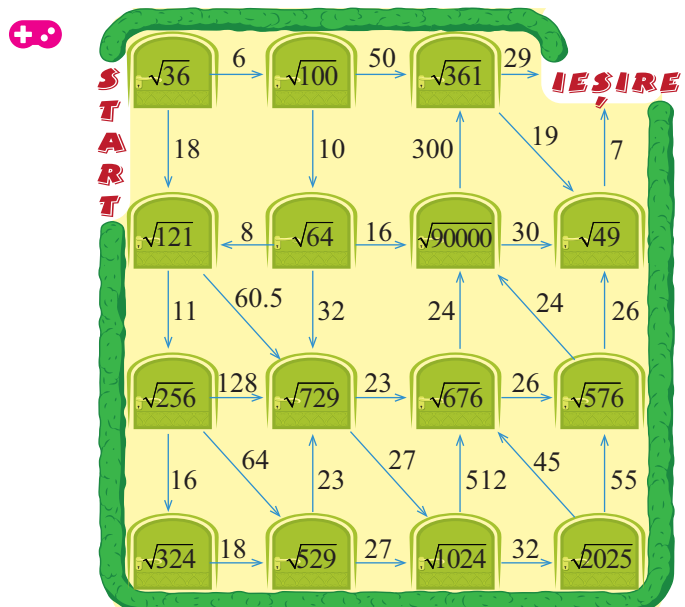 START
√36 6 √100 50 √361 29 IEȘIRE
18 10 300 19 7
√121 8 √64 16 √90000 30 √49
11 60.5 32 24 24 26
√256 128 √729 23 √676 26 √576
16 64 23 27 512 45 55
√324 18 √529 27 √1024 32 √2025